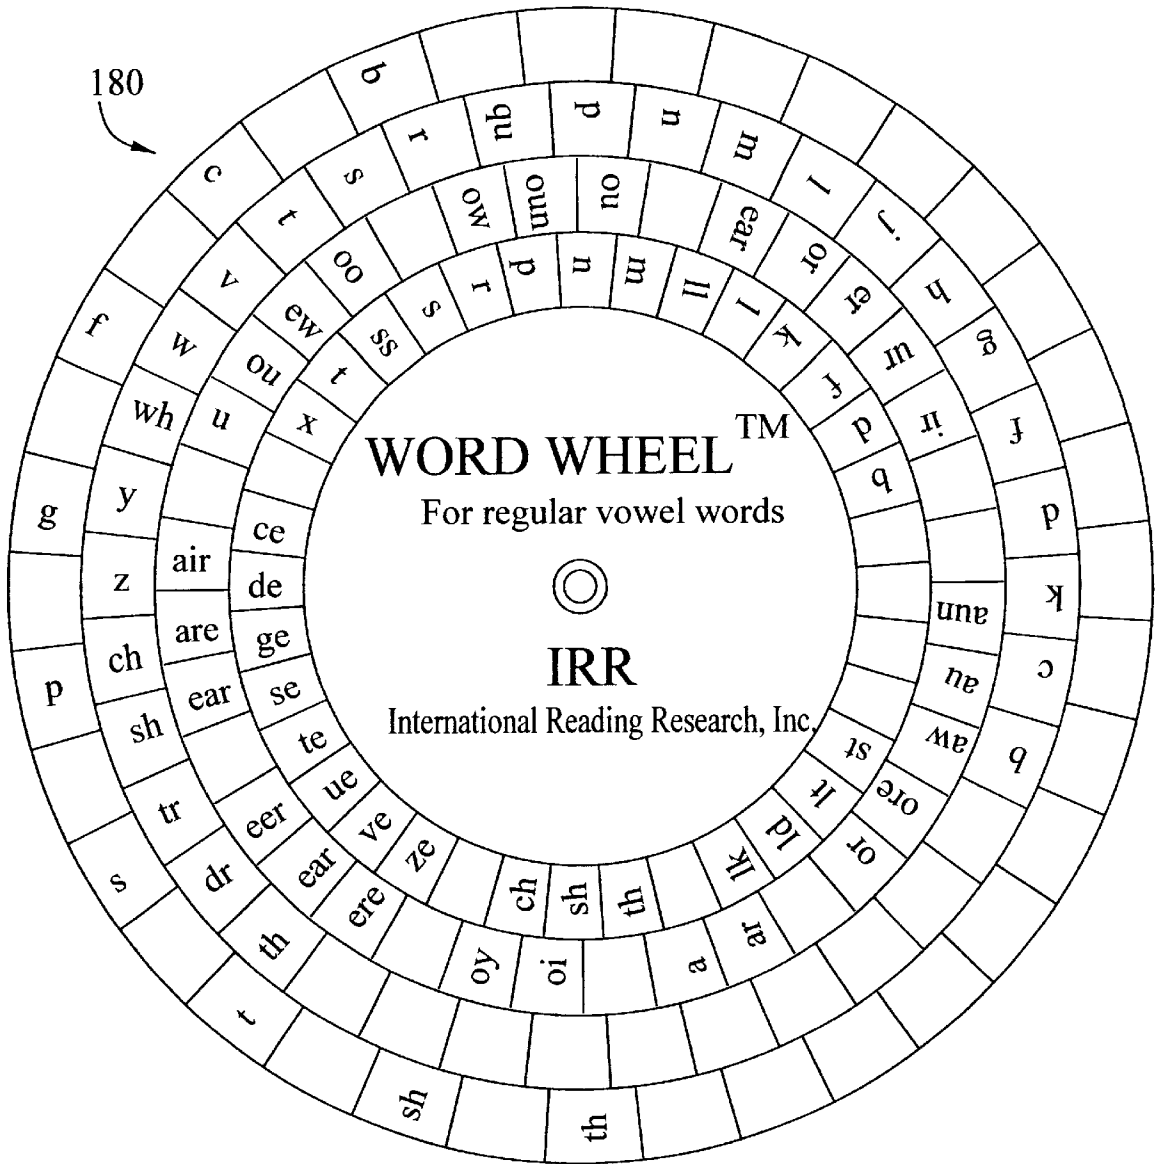 180
b
c
f
g
p
s
t
sh
th
b
c
k
d
f
g
h
j
l
m
n
p
qu
r
s
t
v
w
wh
y
z
ch
sh
tr
dr
th
a
ar
or
ore
aw
au
aun
ir
ur
er
or
ear
ou
oun
ow
oo
ew
ou
u
air
are
ear
eer
ear
ere
oy
oi
b
d
f
k
l
ll
m
n
p
r
s
ss
t
x
ce
de
ge
se
te
ue
ve
ze
ch
sh
th
lk
ld
lt
st
WORD WHEEL TM
For regular vowel words
IRR
International Reading Research, Inc.